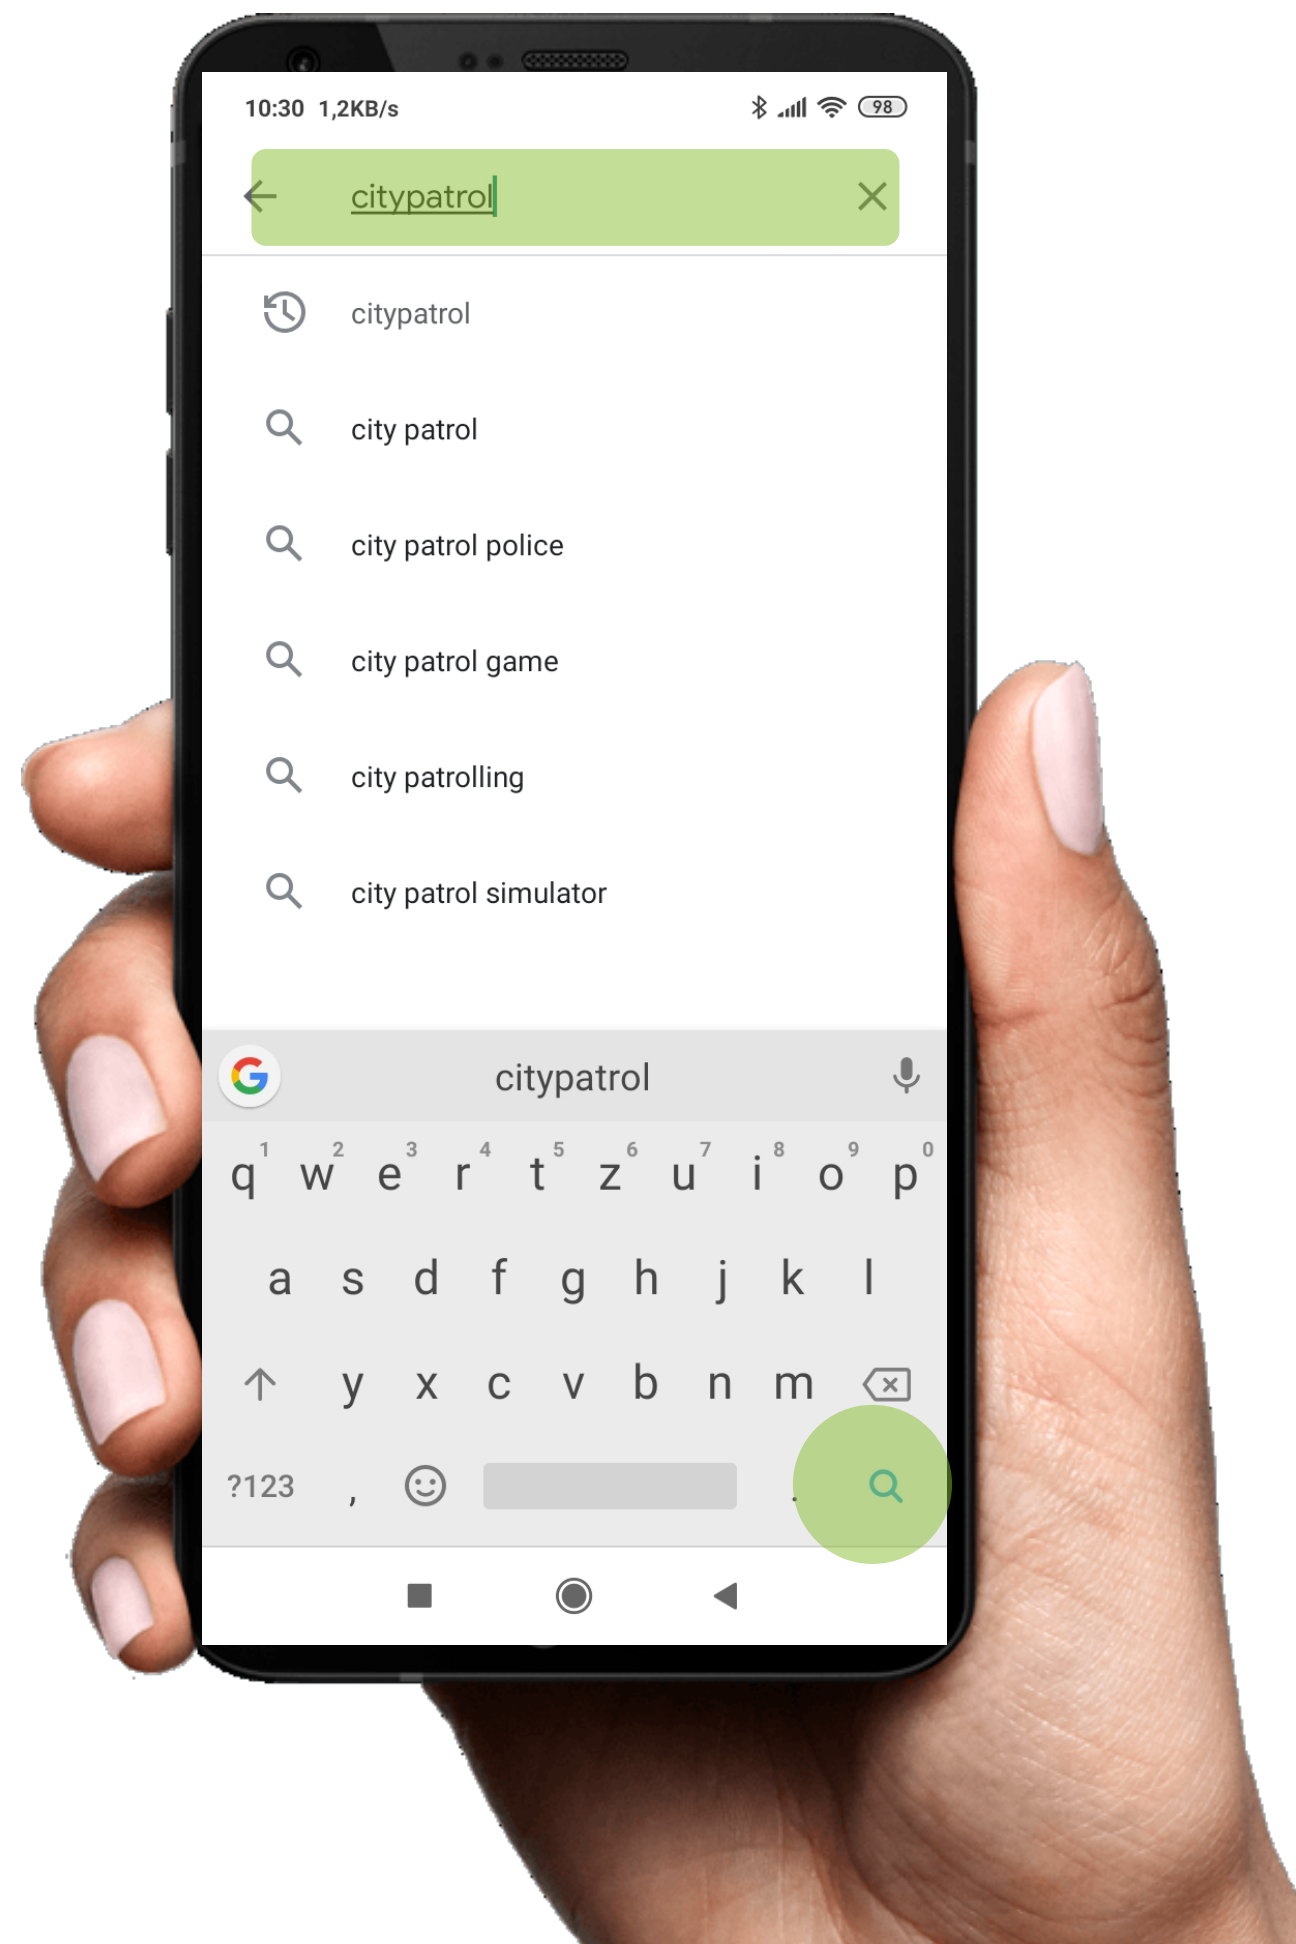 10:30 1,2KB/s 98
citypatrol
citypatrol
city patrol
city patrol police
city patrol game
city patrolling
city patrol simulator
G citypatrol
1 2 3 4 5 6 7 8 9 0
q w e r t z u i o p
a s d f g h j k l
y x c v b n m
?123 , .